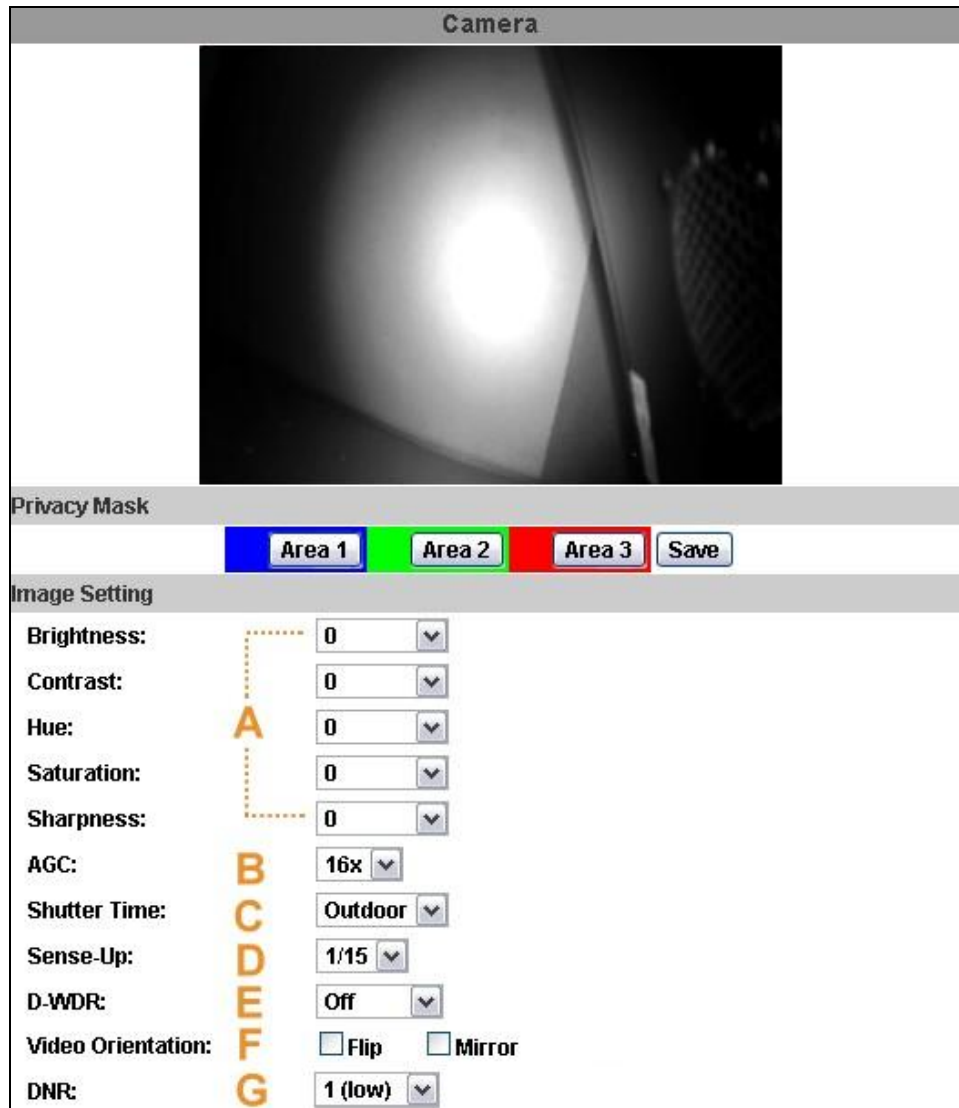 Camera
Privacy Mask
Area 1 Area 2 Area 3 Save
Image Setting
Brightness: 0
Contrast: 0
A
Hue: 0
Saturation: 0
Sharpness: 0
AGC: B 16x
Shutter Time: C Outdoor
Sense-Up: D 1/15
D-WDR: E Off
Video Orientation: F Flip Mirror
DNR: G 1 (low)